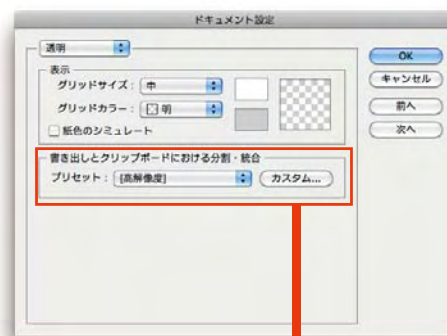 ドキュメント設定
透明
OK
表示
キャンセル
グリッドサイズ：中
前へ
グリッドカラー：明
次へ
紙色のシミュレート
書き出しとクリップボードにおける分割・統合
プリセット：[高解像度] カスタム...